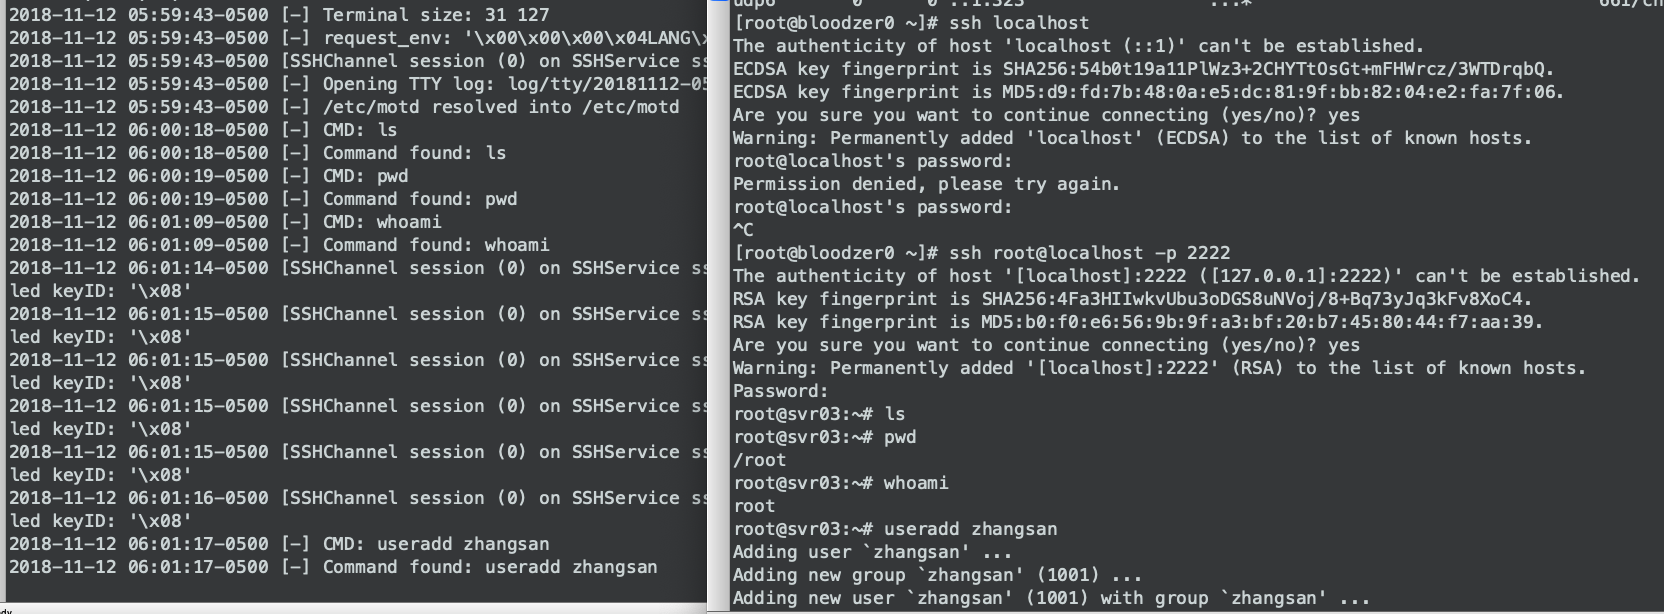 2018-11-12 05:59:43-0500 [-] Terminal size: 31 127
2018-11-12 05:59:43-0500 [-] request_env: '\x00\x00\x00\x04LANG\x
2018-11-12 05:59:43-0500 [SSHChannel session (0) on SSHService ss
2018-11-12 05:59:43-0500 [-] Opening TTY log: log/tty/20181112-05
2018-11-12 05:59:43-0500 [-] /etc/motd resolved into /etc/motd
2018-11-12 06:00:18-0500 [-] CMD: ls
2018-11-12 06:00:18-0500 [-] Command found: ls
2018-11-12 06:00:19-0500 [-] CMD: pwd
2018-11-12 06:00:19-0500 [-] Command found: pwd
2018-11-12 06:01:09-0500 [-] CMD: whoami
2018-11-12 06:01:09-0500 [-] Command found: whoami
2018-11-12 06:01:14-0500 [SSHChannel session (0) on SSHService ss
led keyID: '\x08'
2018-11-12 06:01:15-0500 [SSHChannel session (0) on SSHService ss
led keyID: '\x08'
2018-11-12 06:01:15-0500 [SSHChannel session (0) on SSHService ss
led keyID: '\x08'
2018-11-12 06:01:15-0500 [SSHChannel session (0) on SSHService ss
led keyID: '\x08'
2018-11-12 06:01:15-0500 [SSHChannel session (0) on SSHService ss
led keyID: '\x08'
2018-11-12 06:01:16-0500 [SSHChannel session (0) on SSHService ss
led keyID: '\x08'
2018-11-12 06:01:17-0500 [-] CMD: useradd zhangsan
2018-11-12 06:01:17-0500 [-] Command found: useradd zhangsan
[root@bloodzer0 ~]# ssh localhost
The authenticity of host 'localhost (::1)' can't be established.
ECDSA key fingerprint is SHA256:54b0t19a11PlWz3+2CHYTtOsGt+mFHWrcz/3WTDrqbQ.
ECDSA key fingerprint is MD5:d9:fd:7b:48:0a:e5:dc:81:9f:bb:82:04:e2:fa:7f:06.
Are you sure you want to continue connecting (yes/no)? yes
Warning: Permanently added 'localhost' (ECDSA) to the list of known hosts.
root@localhost's password:
Permission denied, please try again.
root@localhost's password:
^C
[root@bloodzer0 ~]# ssh root@localhost -p 2222
The authenticity of host '[localhost]:2222 ([127.0.0.1]:2222)' can't be established.
RSA key fingerprint is SHA256:4Fa3HIIwkvUbu3oDGS8uNVoj/8+Bq73yJq3kFv8XoC4.
RSA key fingerprint is MD5:b0:f0:e6:56:9b:9f:a3:bf:20:b7:45:80:44:f7:aa:39.
Are you sure you want to continue connecting (yes/no)? yes
Warning: Permanently added '[localhost]:2222' (RSA) to the list of known hosts.
Password:
root@svr03:~# ls
root@svr03:~# pwd
/root
root@svr03:~# whoami
root
root@svr03:~# useradd zhangsan
Adding user `zhangsan' ...
Adding new group `zhangsan' (1001) ...
Adding new user `zhangsan' (1001) with group `zhangsan' ...